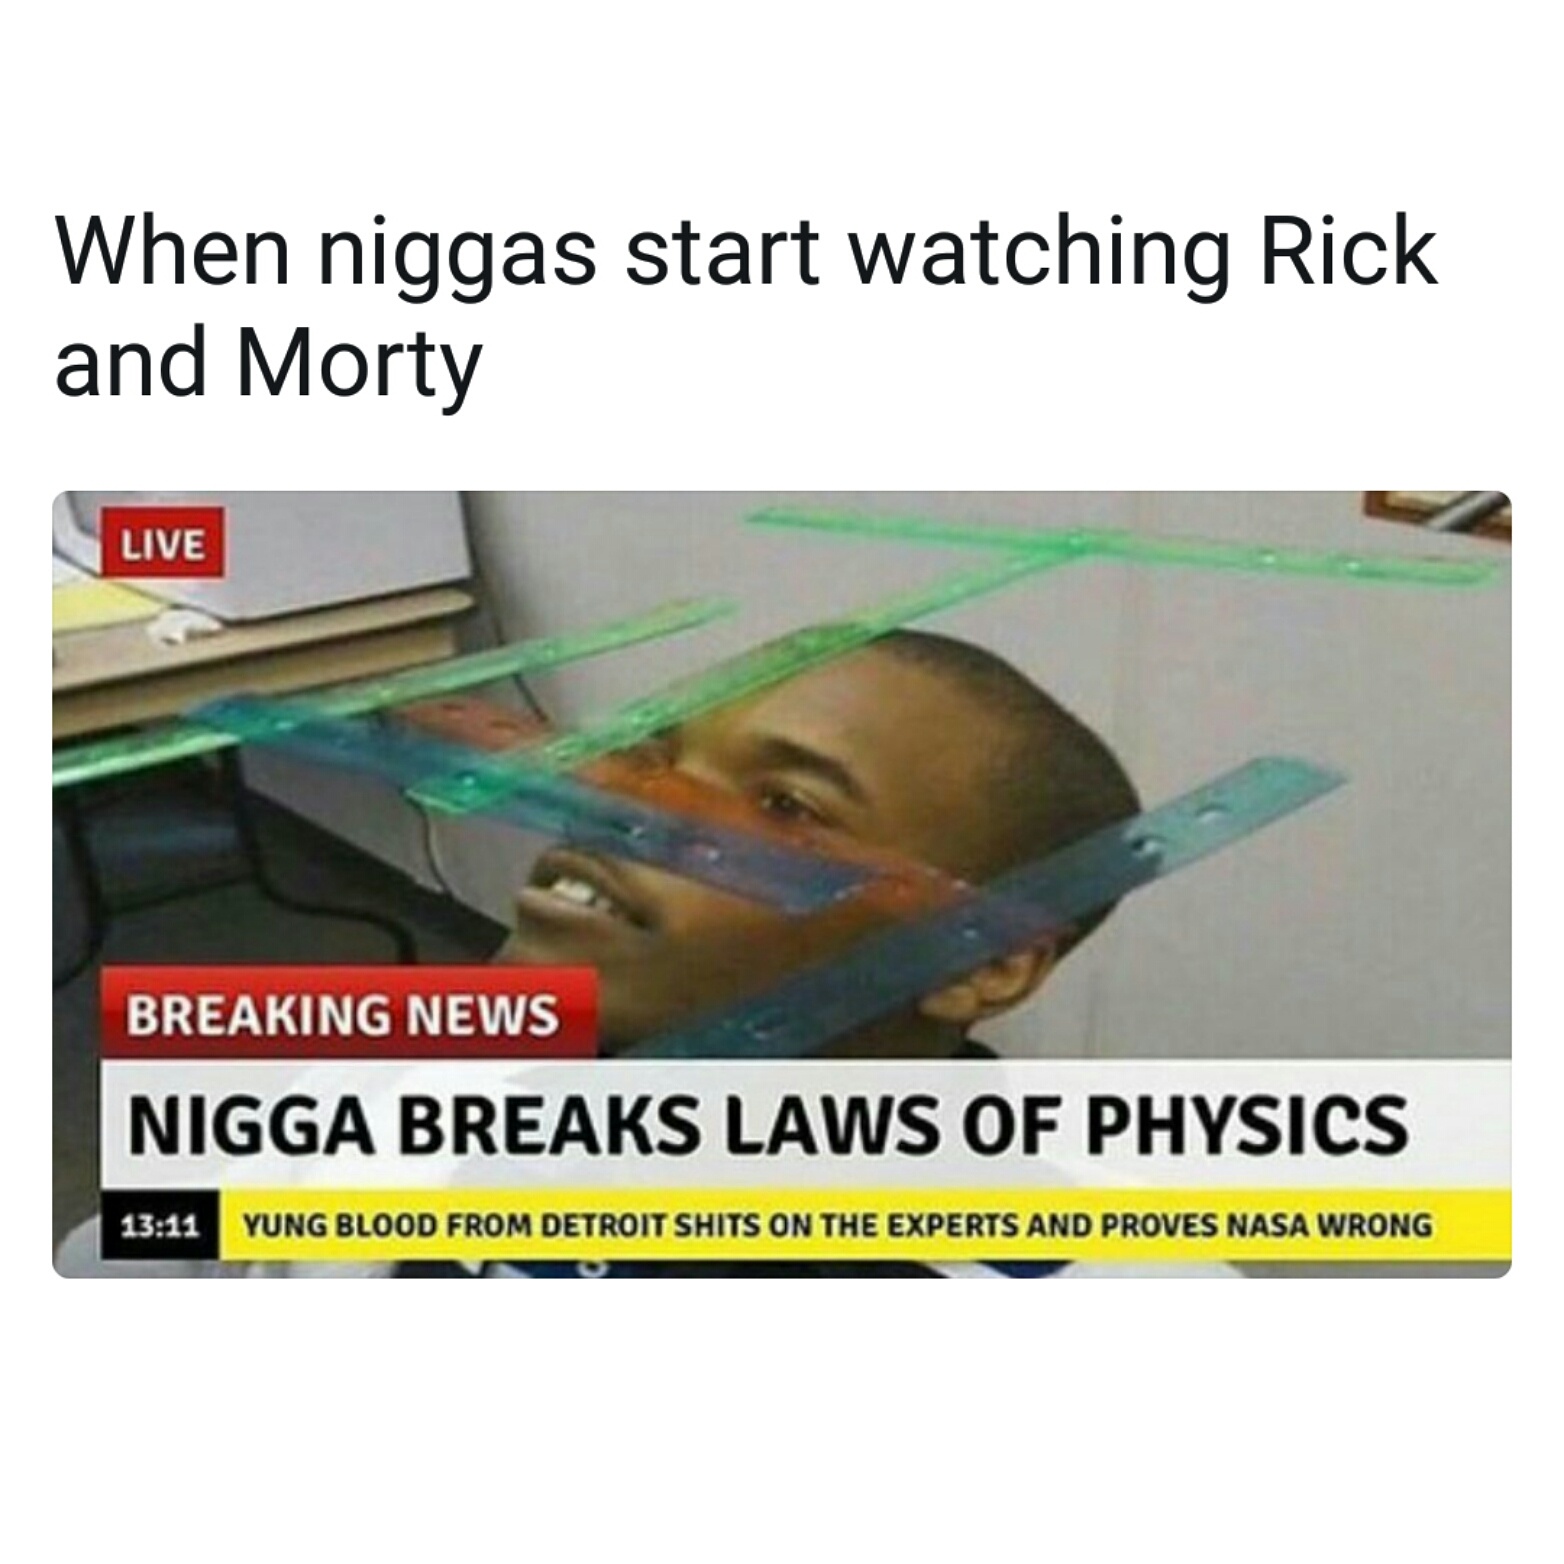 When niggas start watching Rick
and Morty
LIVE
BREAKING NEWS
NIGGA BREAKS LAWS OF PHYSICS
13:11 YUNG BLOOD FROM DETROIT SHITS ON THE EXPERTS AND PROVES NASA WRONG